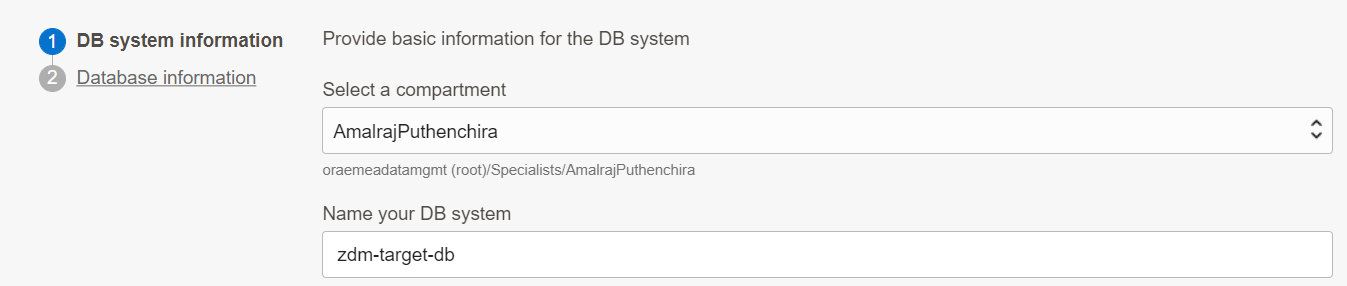 1 DB system information
2 Database information
Provide basic information for the DB system
Select a compartment
AmalrajPuthenchira
oraemeadatamgmt (root)/Specialists/AmalrajPuthenchira
Name your DB system
zdm-target-db